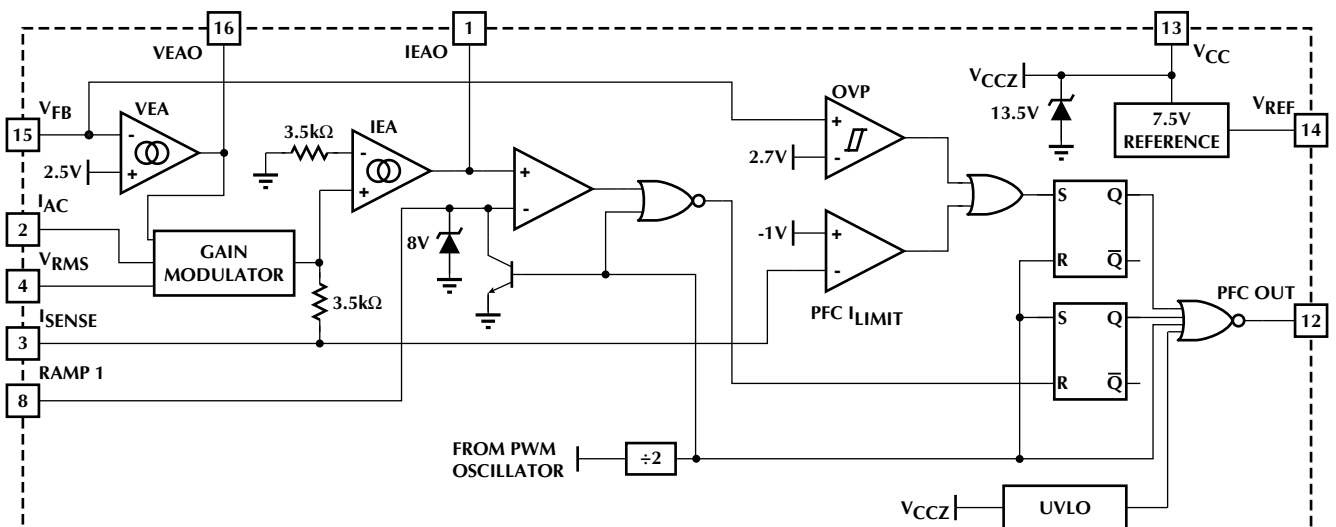 16
1
13
VEAO
IEAO
VCC
VFB
VEA
IEA
OVP
VCCZ
13.5V
7.5V
REFERENCE
VREF
15
14
-
+
2.5V
3.5kΩ
-
+
+
-
2.7V
+
-
+
-
S
Q
R
Q̅
IAC
2
GAIN
MODULATOR
8V
-1V
+
-
VRMS
4
3.5kΩ
ISENSE
3
PFC ILIMIT
S
Q
R
Q̅
PFC OUT
12
RAMP 1
8
FROM PWM
OSCILLATOR
÷2
VCCZ
UVLO